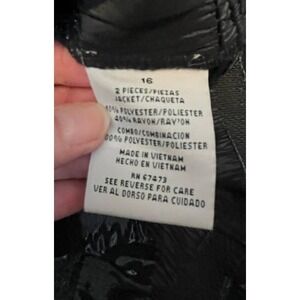 16
2 PIECES/PIEZAS
JACKET/CHAQUETA
POLYESTER/POLIESTER
40% RAYON/RAYON
COMBO/COMBINACION
POLYESTER/POLIESTER
MADE IN VIETNAM
HECHO EN VIETNAM
RN 67473
SEE REVERSE FOR CARE
VER AL DORSO PARA CUIDADO